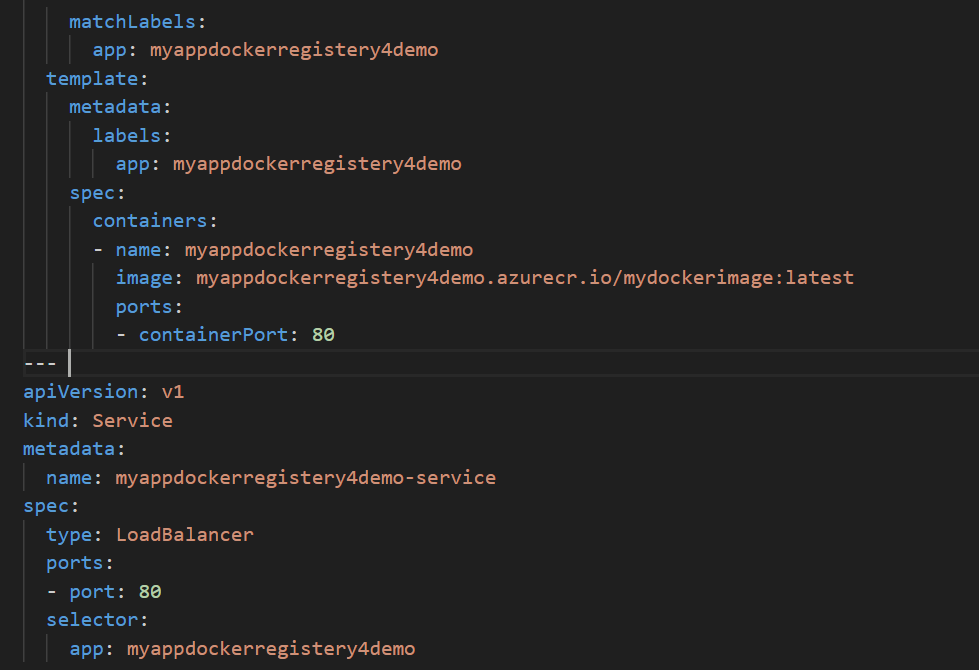 matchLabels:
app: myappdockerregistery4demo
template:
metadata:
labels:
app: myappdockerregistery4demo
spec:
containers:
- name: myappdockerregistery4demo
image: myappdockerregistery4demo.azurecr.io/mydockerimage:latest
ports:
- containerPort: 80
---
apiVersion: v1
kind: Service
metadata:
name: myappdockerregistery4demo-service
spec:
type: LoadBalancer
ports:
- port: 80
selector:
app: myappdockerregistery4demo